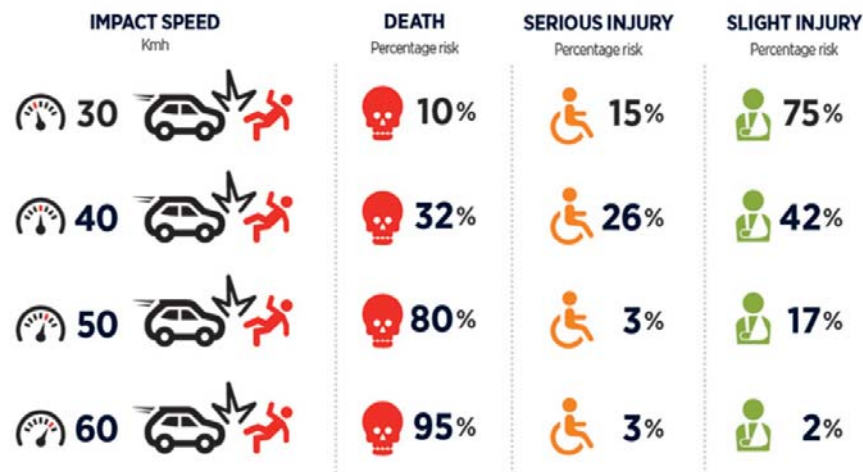 IMPACT SPEED DEATH SERIOUS INJURY SLIGHT INJURY
Kmh Percentage risk Percentage risk Percentage risk
30 10% 15% 75%
40 32% 26% 42%
50 80% 3% 17%
60 95% 3% 2%